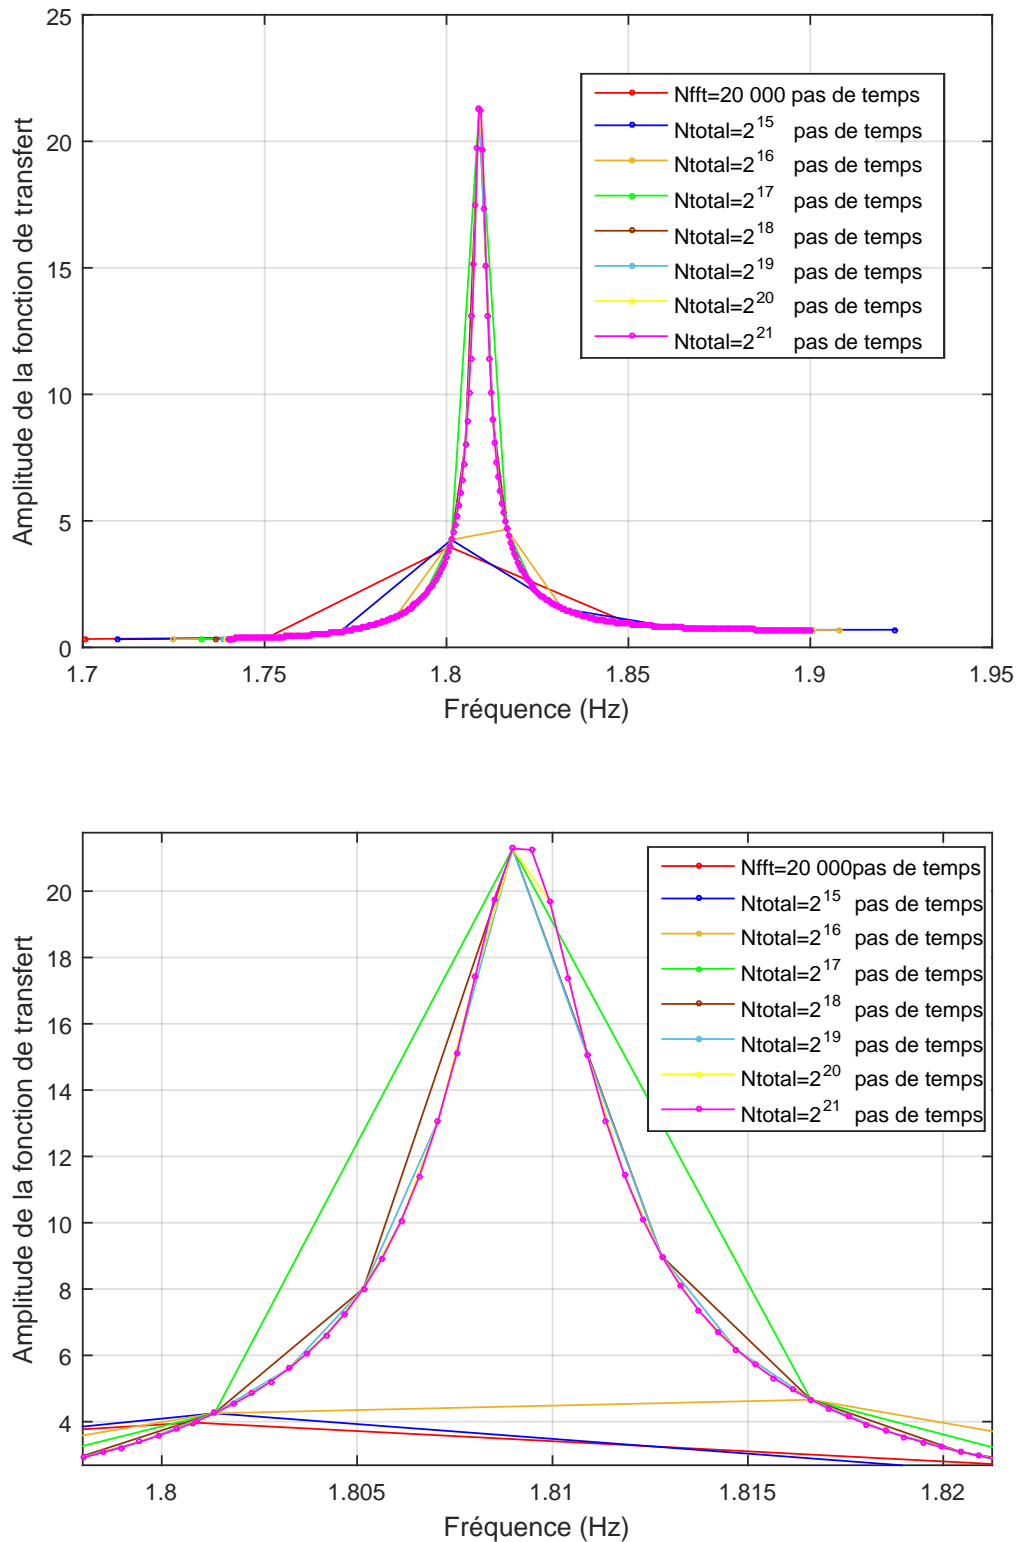 25
20
15
10
5
0
Amplitude de la fonction de transfert
Nfft=20 000 pas de temps
Ntotal=2^15 pas de temps
Ntotal=2^16 pas de temps
Ntotal=2^17 pas de temps
Ntotal=2^18 pas de temps
Ntotal=2^19 pas de temps
Ntotal=2^20 pas de temps
Ntotal=2^21 pas de temps
1.7 1.75 1.8 1.85 1.9 1.95
Fréquence (Hz)
20
18
16
14
12
10
8
6
4
Amplitude de la fonction de transfert
Nfft=20 000pas de temps
Ntotal=2^15 pas de temps
Ntotal=2^16 pas de temps
Ntotal=2^17 pas de temps
Ntotal=2^18 pas de temps
Ntotal=2^19 pas de temps
Ntotal=2^20 pas de temps
Ntotal=2^21 pas de temps
1.8 1.805 1.81 1.815 1.82
Fréquence (Hz)